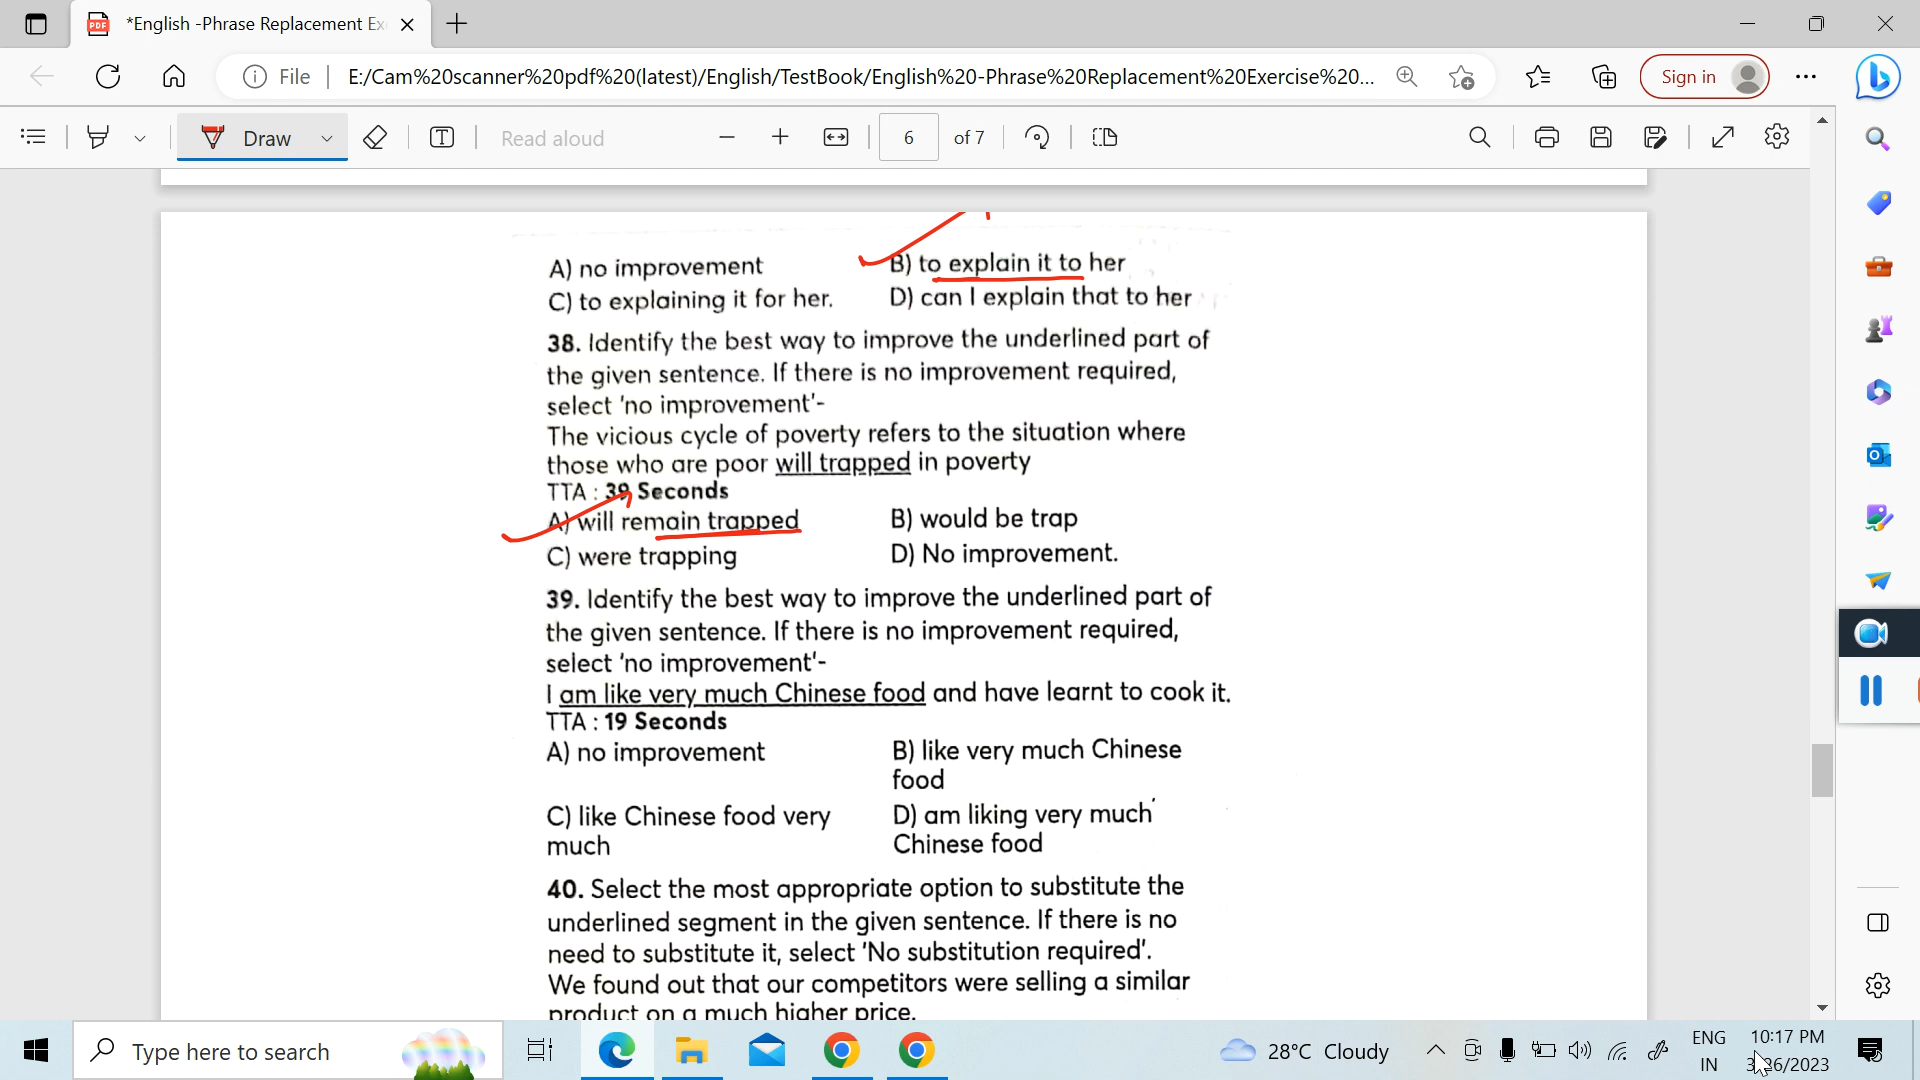 *English -Phrase Replacement Ex
File
E:/Cam%20scanner%20pdf%20(latest)/English/TestBook/English%20-Phrase%20Replacement%20Exercise%20...
Sign in
Draw
Read aloud
6 of 7
A) no improvement B) to explain it to her
C) to explaining it for her. D) can I explain that to her
38. Identify the best way to improve the underlined part of
the given sentence. If there is no improvement required,
select 'no improvement'-
The vicious cycle of poverty refers to the situation where
those who are poor will trapped in poverty
TTA : 39 Seconds
A) will remain trapped B) would be trap
C) were trapping D) No improvement.
39. Identify the best way to improve the underlined part of
the given sentence. If there is no improvement required,
select 'no improvement'-
I am like very much Chinese food and have learnt to cook it.
TTA : 19 Seconds
A) no improvement B) like very much Chinese
food
C) like Chinese food very D) am liking very much
much Chinese food
40. Select the most appropriate option to substitute the
underlined segment in the given sentence. If there is no
need to substitute it, select 'No substitution required'.
We found out that our competitors were selling a similar
product on a much higher price.
Type here to search
28°C Cloudy
ENG
IN
10:17 PM
3/26/2023